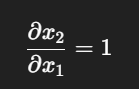 ∂x₂/∂x₁ = 1